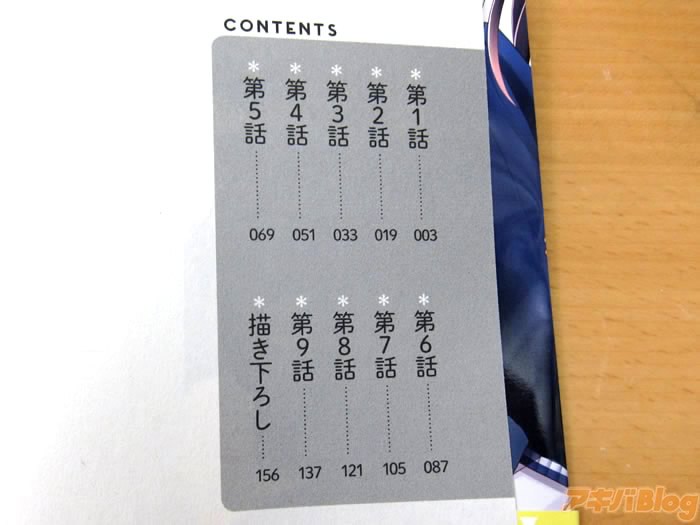 CONTENTS
*第1話……003
*第2話……019
*第3話……033
*第4話……051
*第5話……069
*第6話……087
*第7話……105
*第8話……121
*第9話……137
*描き下ろし……156
アキバBlog